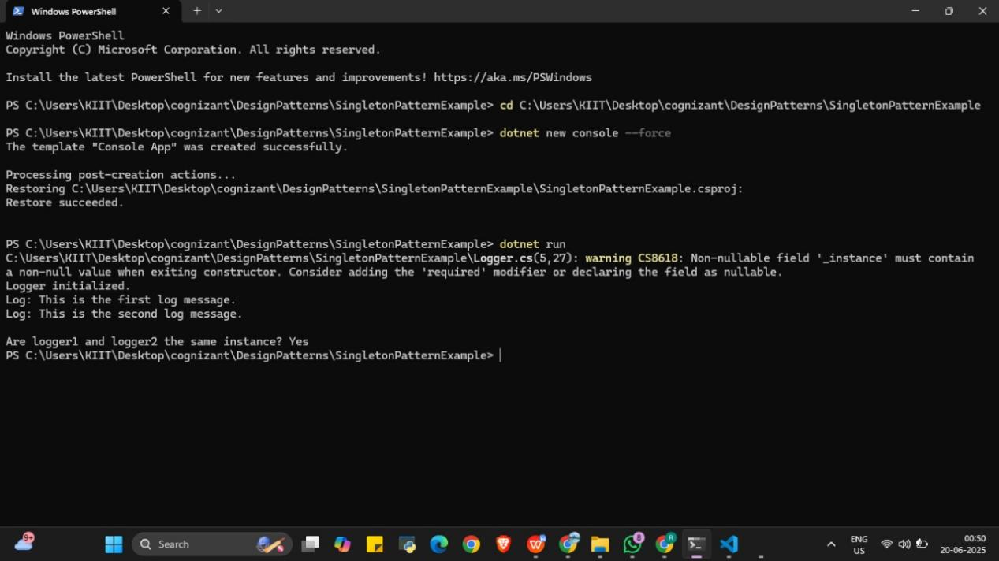 Windows PowerShell
Windows PowerShell
Copyright (C) Microsoft Corporation. All rights reserved.
Install the latest PowerShell for new features and improvements! https://aka.ms/PSWindows
PS C:\Users\KIIT\Desktop\cognizant\DesignPatterns\SingletonPatternExample> cd C:\Users\KIIT\Desktop\cognizant\DesignPatterns\SingletonPatternExample
PS C:\Users\KIIT\Desktop\cognizant\DesignPatterns\SingletonPatternExample> dotnet new console --force
The template "Console App" was created successfully.
Processing post-creation actions...
Restoring C:\Users\KIIT\Desktop\cognizant\DesignPatterns\SingletonPatternExample\SingletonPatternExample.csproj:
Restore succeeded.
PS C:\Users\KIIT\Desktop\cognizant\DesignPatterns\SingletonPatternExample> dotnet run
C:\Users\KIIT\Desktop\cognizant\DesignPatterns\SingletonPatternExample\Logger.cs(5,27): warning CS8618: Non-nullable field '_instance' must contain
a non-null value when exiting constructor. Consider adding the 'required' modifier or declaring the field as nullable.
Logger initialized.
Log: This is the first log message.
Log: This is the second log message.
Are logger1 and logger2 the same instance? Yes
PS C:\Users\KIIT\Desktop\cognizant\DesignPatterns\SingletonPatternExample>
9+
Search
W
8
R
ENG
US
00:50
20-06-2025